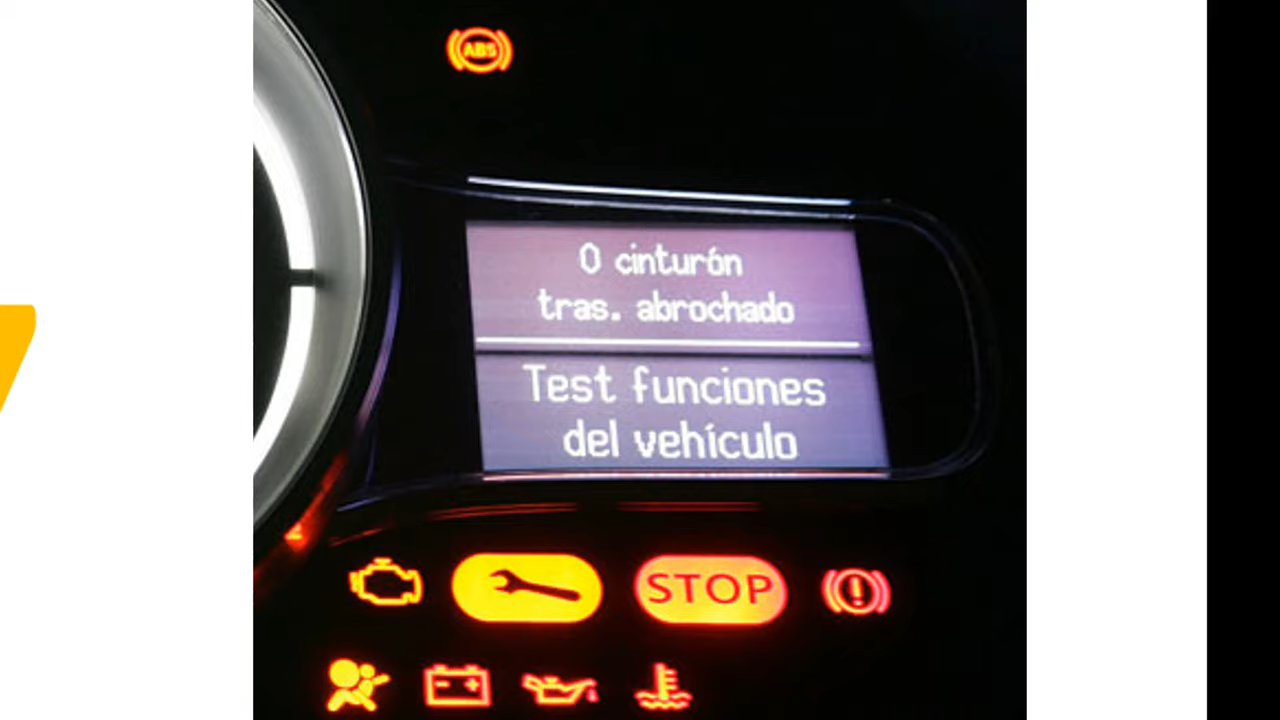 ABS
0 cinturón
tras. abrochado
Test funciones
del vehículo
STOP